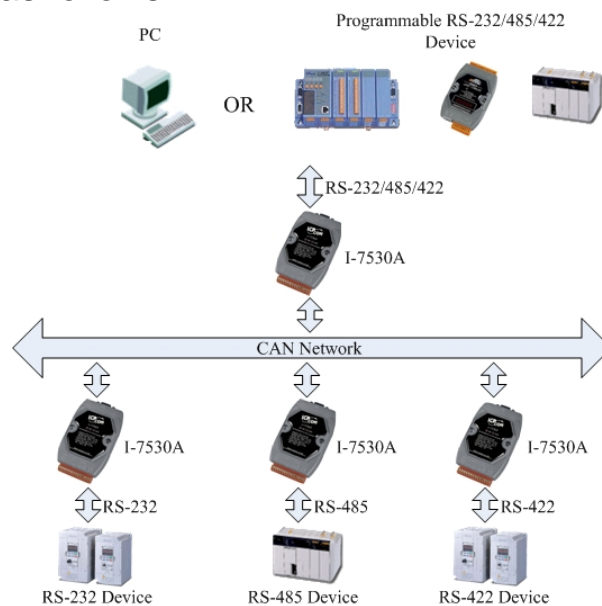 PC
Programmable RS-232/485/422
Device
OR
RS-232/485/422
I-7530A
CAN Network
I-7530A
I-7530A
I-7530A
RS-232
RS-485
RS-422
RS-232 Device
RS-485 Device
RS-422 Device